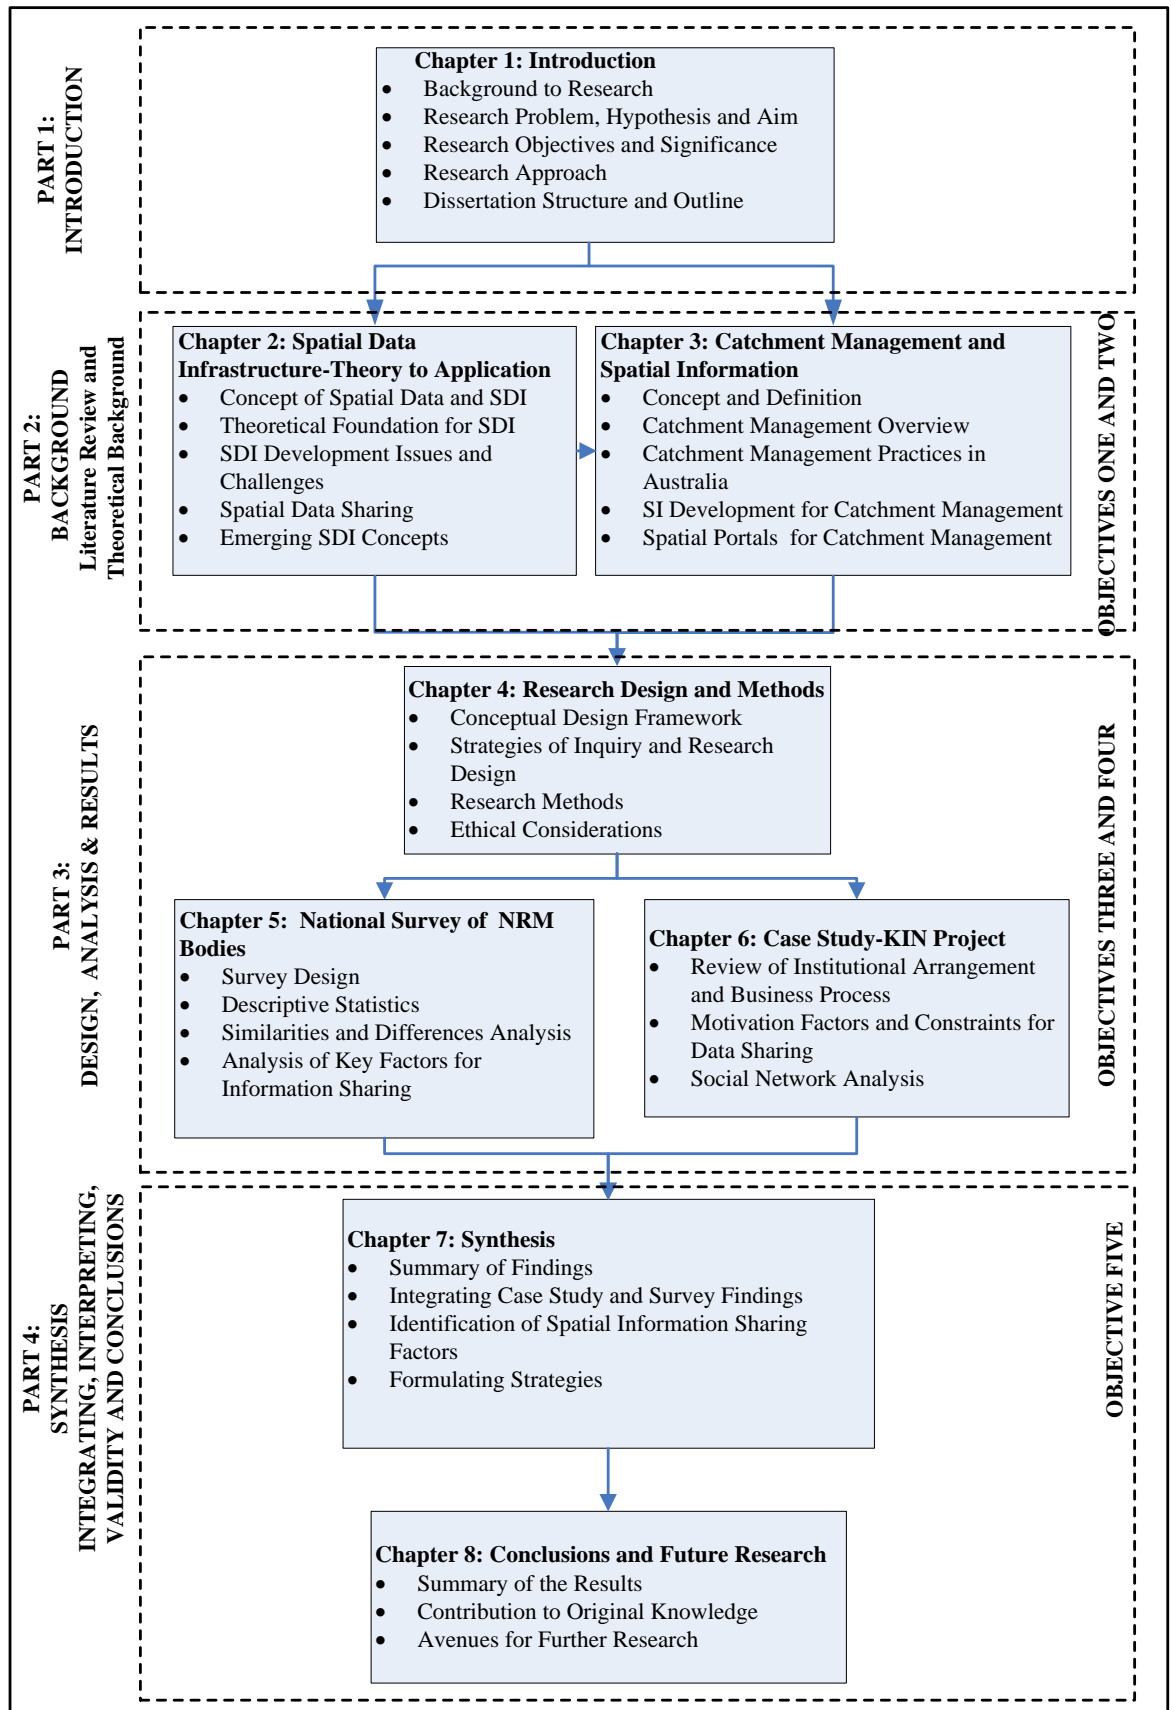 PART 1:
INTRODUCTION
Chapter 1: Introduction
• Background to Research
• Research Problem, Hypothesis and Aim
• Research Objectives and Significance
• Research Approach
• Dissertation Structure and Outline
PART 2:
BACKGROUND
Literature Review and
Theoretical Background
Chapter 2: Spatial Data
Infrastructure-Theory to Application
• Concept of Spatial Data and SDI
• Theoretical Foundation for SDI
• SDI Development Issues and
Challenges
• Spatial Data Sharing
• Emerging SDI Concepts
Chapter 3: Catchment Management and
Spatial Information
• Concept and Definition
• Catchment Management Overview
• Catchment Management Practices in
Australia
• SI Development for Catchment Management
• Spatial Portals for Catchment Management
OBJECTIVES ONE AND TWO
PART 3:
DESIGN, ANALYSIS & RESULTS
Chapter 4: Research Design and Methods
• Conceptual Design Framework
• Strategies of Inquiry and Research
Design
• Research Methods
• Ethical Considerations
Chapter 5: National Survey of NRM
Bodies
• Survey Design
• Descriptive Statistics
• Similarities and Differences Analysis
• Analysis of Key Factors for
Information Sharing
Chapter 6: Case Study-KIN Project
• Review of Institutional Arrangement
and Business Process
• Motivation Factors and Constraints for
Data Sharing
• Social Network Analysis
OBJECTIVES THREE AND FOUR
PART 4:
SYNTHESIS
INTEGRATING, INTERPRETING,
VALIDITY AND CONCLUSIONS
Chapter 7: Synthesis
• Summary of Findings
• Integrating Case Study and Survey Findings
• Identification of Spatial Information Sharing
Factors
• Formulating Strategies
Chapter 8: Conclusions and Future Research
• Summary of the Results
• Contribution to Original Knowledge
• Avenues for Further Research
OBJECTIVE FIVE